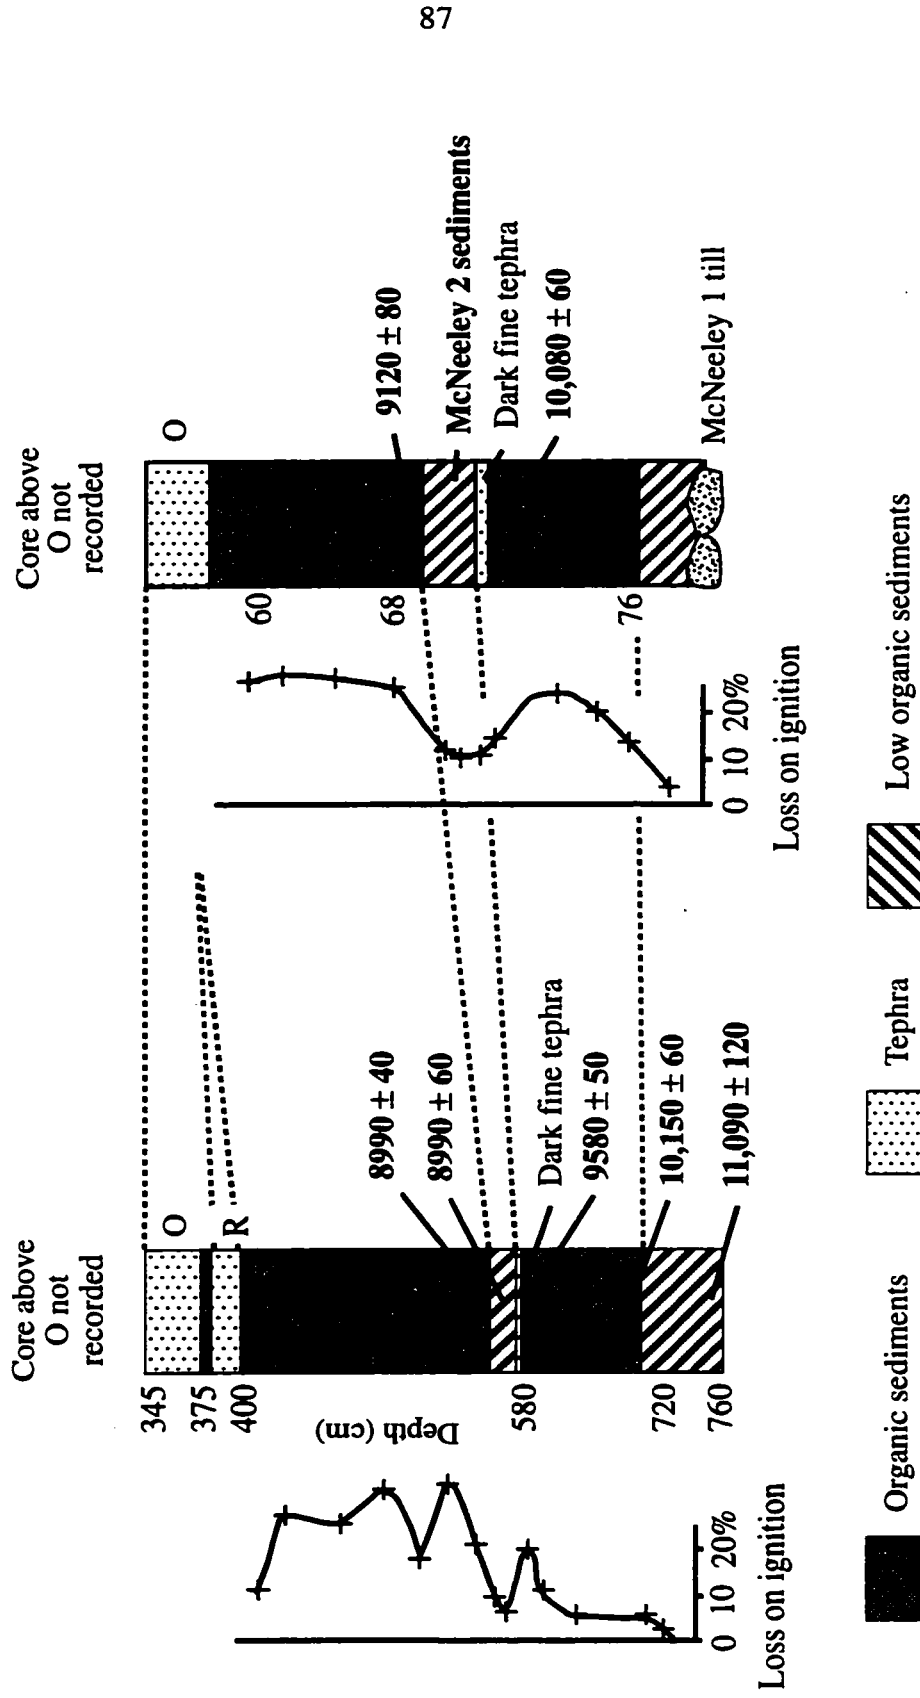 87
Core above
O not
recorded
345
375
400
Depth (cm)
580
720
760
O
R
8990 ± 40
8990 ± 60
Dark fine tephra
9580 ± 50
10,150 ± 60
11,090 ± 120
0 10 20%
Loss on ignition
Core above
O not
recorded
60
68
76
O
9120 ± 80
McNeeley 2 sediments
Dark fine tephra
10,080 ± 60
McNeeley 1 till
0 10 20%
Loss on ignition
Organic sediments
Tephra
Low organic sediments